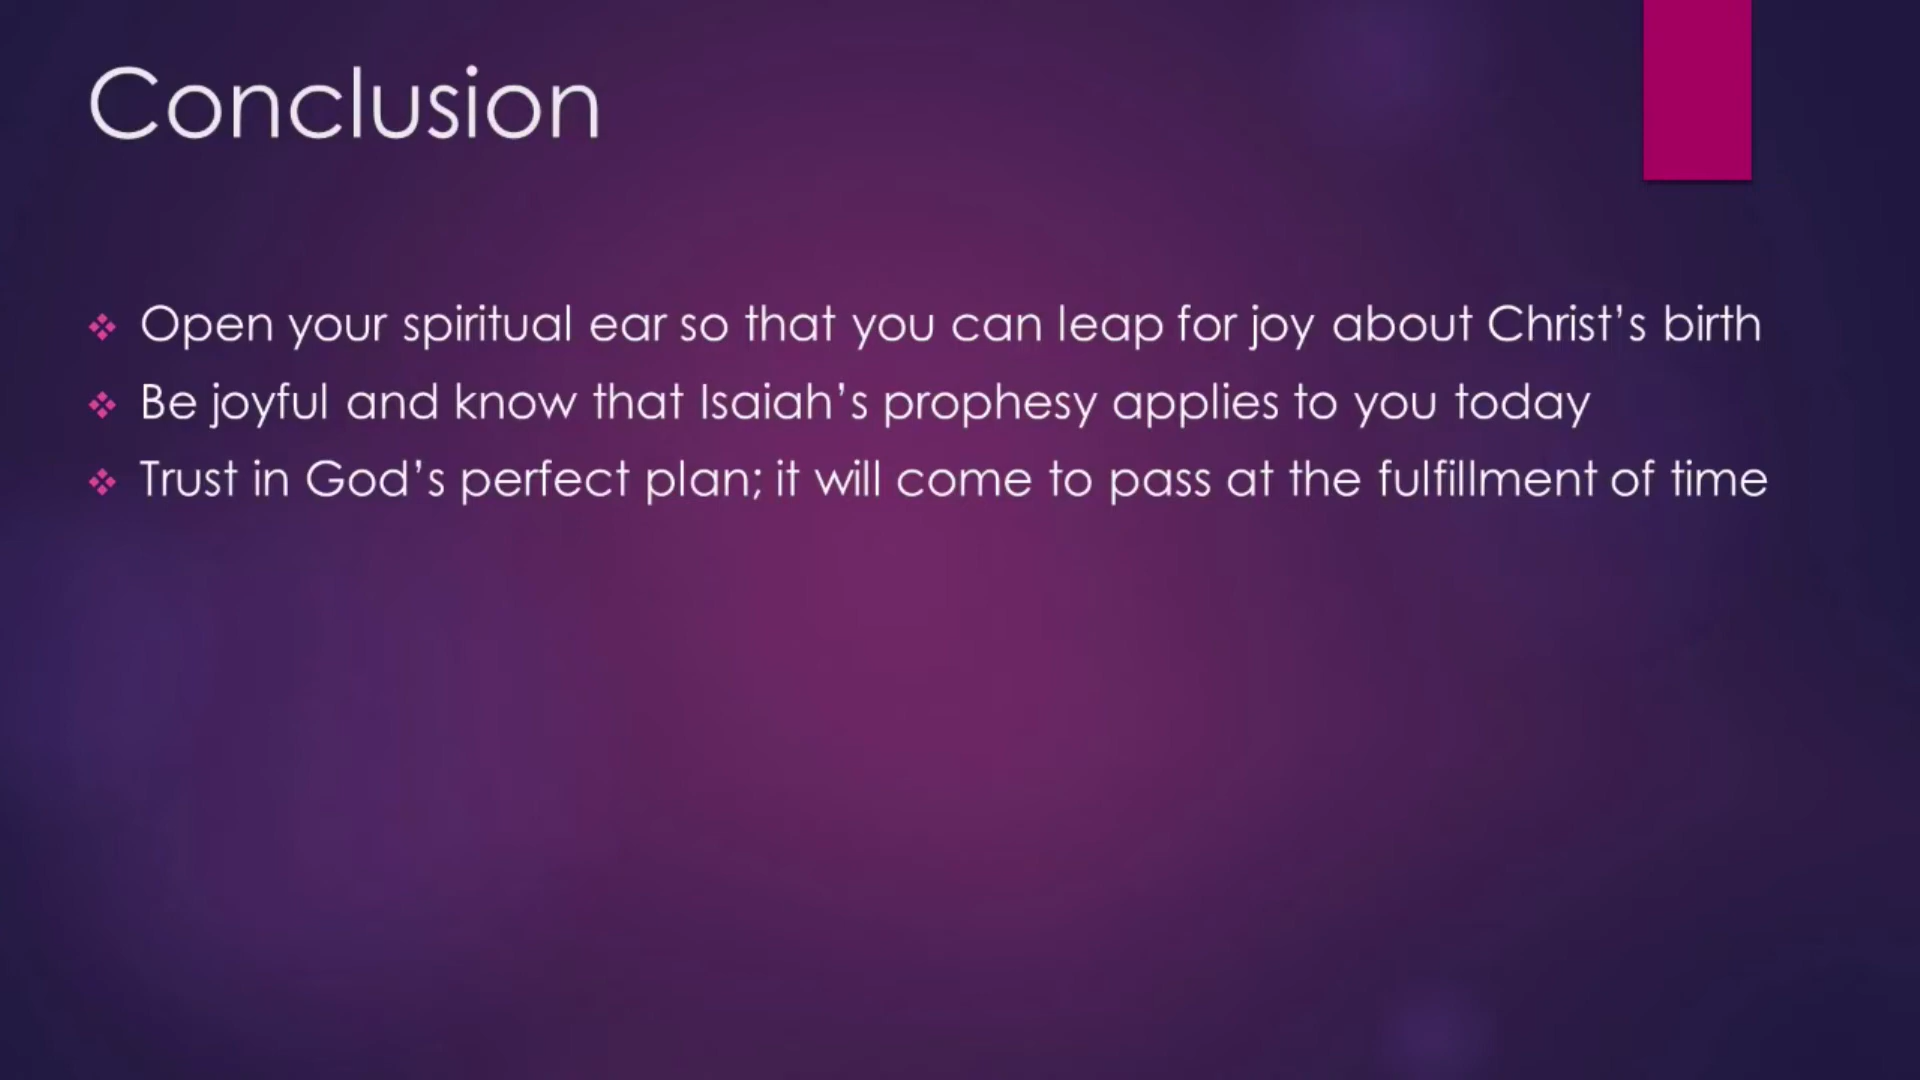 Conclusion
Open your spiritual ear so that you can leap for joy about Christ’s birth
Be joyful and know that Isaiah’s prophesy applies to you today
Trust in God’s perfect plan; it will come to pass at the fulfillment of time